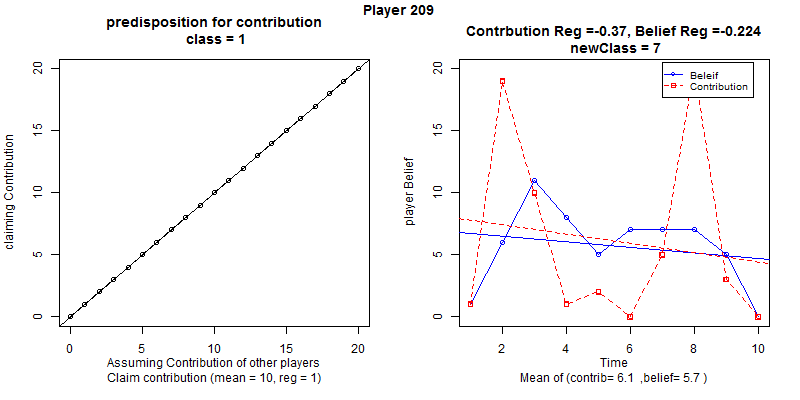 Player 209
predisposition for contribution
class = 1
claiming Contribution
0
5
10
15
20
0
5
10
15
20
Assuming Contribution of other players
Claim contribution (mean = 10, reg = 1)
Contrbution Reg =-0.37, Belief Reg =-0.224
newClass = 7
Beleif
Contribution
player Belief
0
5
10
15
20
2
4
6
8
10
Time
Mean of (contrib= 6.1 ,belief= 5.7 )